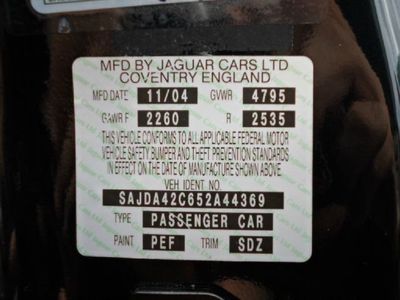 MFD BY JAGUAR CARS LTD
COVENTRY ENGLAND
MFD DATE 11/04 GVWR 4795
GAWR F 2260 R 2535
THIS VEHICLE CONFORMS TO ALL APPLICABLE FEDERAL MOTOR
VEHICLE SAFETY BUMPER AND THEFT PREVENTION STANDARDS
IN EFFECT ON THE DATE OF MANUFACTURE SHOWN ABOVE.
VEH IDENT NO.
SAJDA42C652A44369
TYPE PASSENGER CAR
PAINT PEF TRIM SDZ